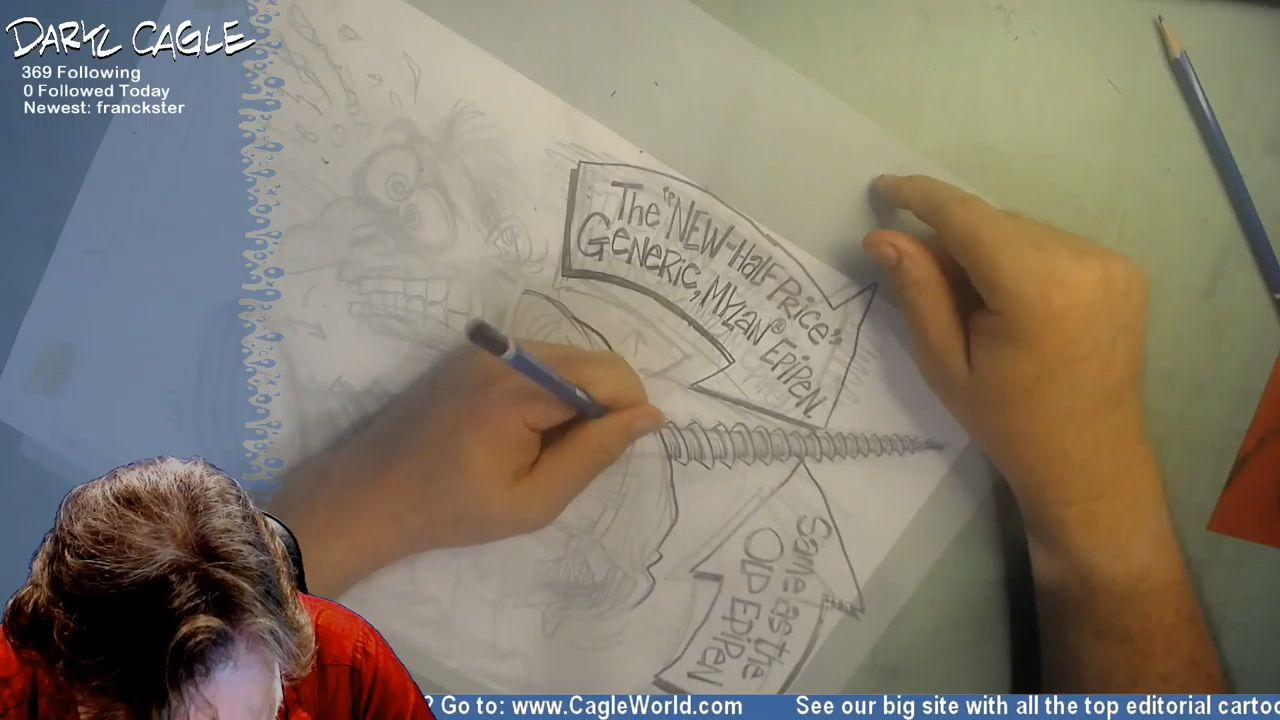 DARYL CAGLE
369 Following
0 Followed Today
Newest: franckster
The "NEW-Half Price"
Generic, MYLAN® EPIPEN.
Same as the
OLD EPIPEN
? Go to: www.CagleWorld.com See our big site with all the top editorial cartoo